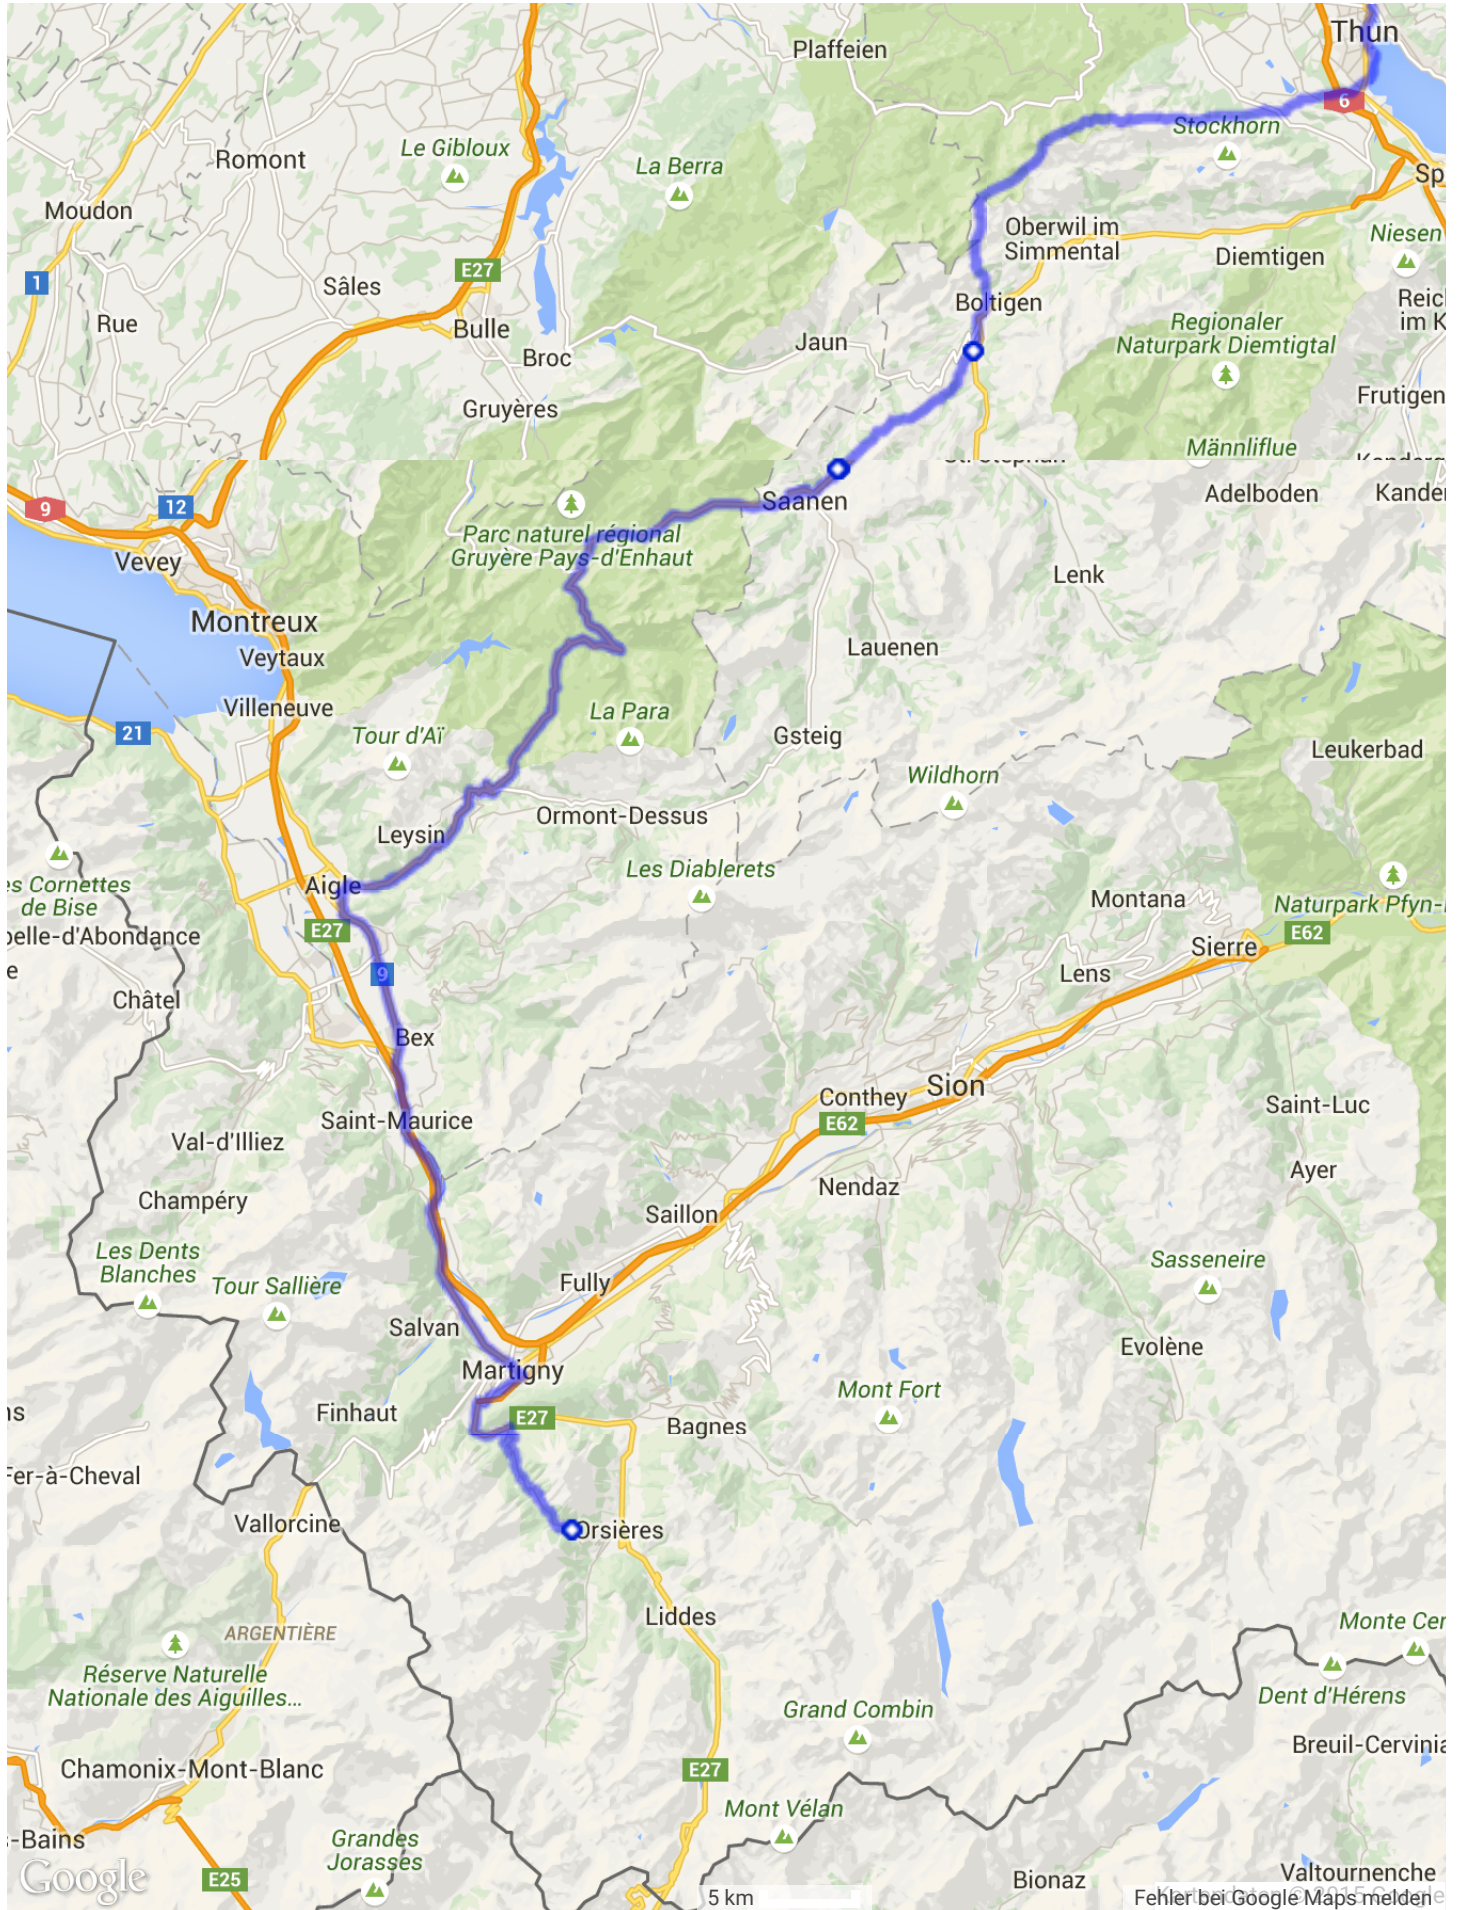 Thun
Plaffeien
6
Stockhorn
Le Gibloux
Romont
La Berra
Sp
Moudon
Oberwil im
Simmental
Niesen
Diemtigen
E27
1
Sâles
Boltigen
Reich
im K
Rue
Bulle
Jaun
Regionaler
Naturpark Diemtigtal
Broc
Frutigen
Gruyères
Männliflue
Saanen
Adelboden
Kander
9
12
Parc naturel régional
Gruyère Pays-d'Enhaut
Vevey
Lenk
Montreux
Lauenen
Veytaux
Villeneuve
La Para
21
Tour d'Aï
Gsteig
Leukerbad
Wildhorn
Ormont-Dessus
Leysin
Les Diablerets
Aigle
es Cornettes
de Bise
Montana
Naturpark Pfyn-
E27
E62
pelle-d'Abondance
Sierre
e
9
Lens
Châtel
Bex
Sion
Conthey
Saint-Luc
E62
Saint-Maurice
Val-d'Illiez
Ayer
Nendaz
Champéry
Saillon
Les Dents
Blanches
Sasseneire
Tour Sallière
Fully
Salvan
Evolène
Martigny
Mont Fort
ns
Finhaut
E27
Bagnes
Fer-à-Cheval
Vallorcine
Orsières
Liddes
ARGENTIÈRE
Monte Cer
Réserve Naturelle
Nationale des Aiguilles...
Dent d'Hérens
Grand Combin
Breuil-Cervinia
Chamonix-Mont-Blanc
E27
Mont Vélan
-Bains
Grandes
Jorasses
Google
E25
Bionaz
Valtournenche
5 km
Fehler bei Google Maps melden